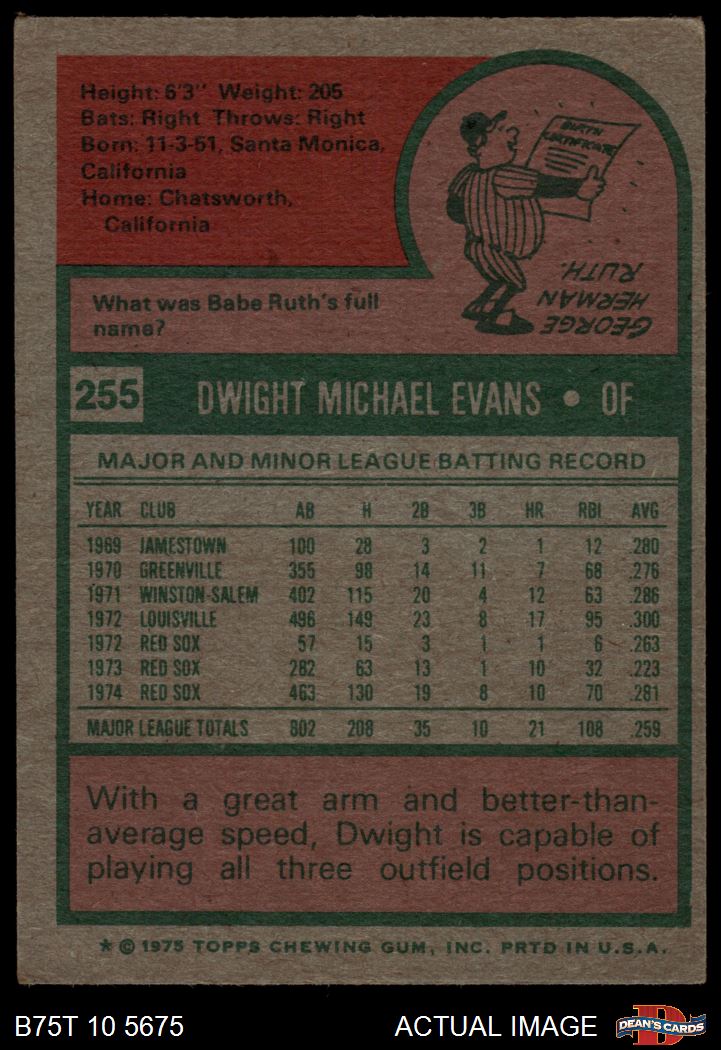 Height: 6'3" Weight: 205
Bats: Right Throws: Right
Born: 11-3-51, Santa Monica,
California
Home: Chatsworth,
California
BIRTH
CERTIFICATE
GEORGE
HERMAN
RUTH.
What was Babe Ruth's full
name?
255 DWIGHT MICHAEL EVANS • OF
MAJOR AND MINOR LEAGUE BATTING RECORD
YEAR CLUB AB H 2B 3B HR RBI AVG
1969 JAMESTOWN 100 28 3 2 1 12 .280
1970 GREENVILLE 355 98 14 11 7 68 .276
1971 WINSTON-SALEM 402 115 20 4 12 63 .286
1972 LOUISVILLE 496 149 23 8 17 95 .300
1972 RED SOX 57 15 3 1 1 6 .263
1973 RED SOX 282 63 13 1 10 32 .223
1974 RED SOX 463 130 19 8 10 70 .281
MAJOR LEAGUE TOTALS 802 208 35 10 21 108 .259
With a great arm and better-than-
average speed, Dwight is capable of
playing all three outfield positions.
* © 1975 TOPPS CHEWING GUM, INC. PRTD IN U.S.A.
B75T 10 5675 ACTUAL IMAGE
D
DEAN'S CARDS